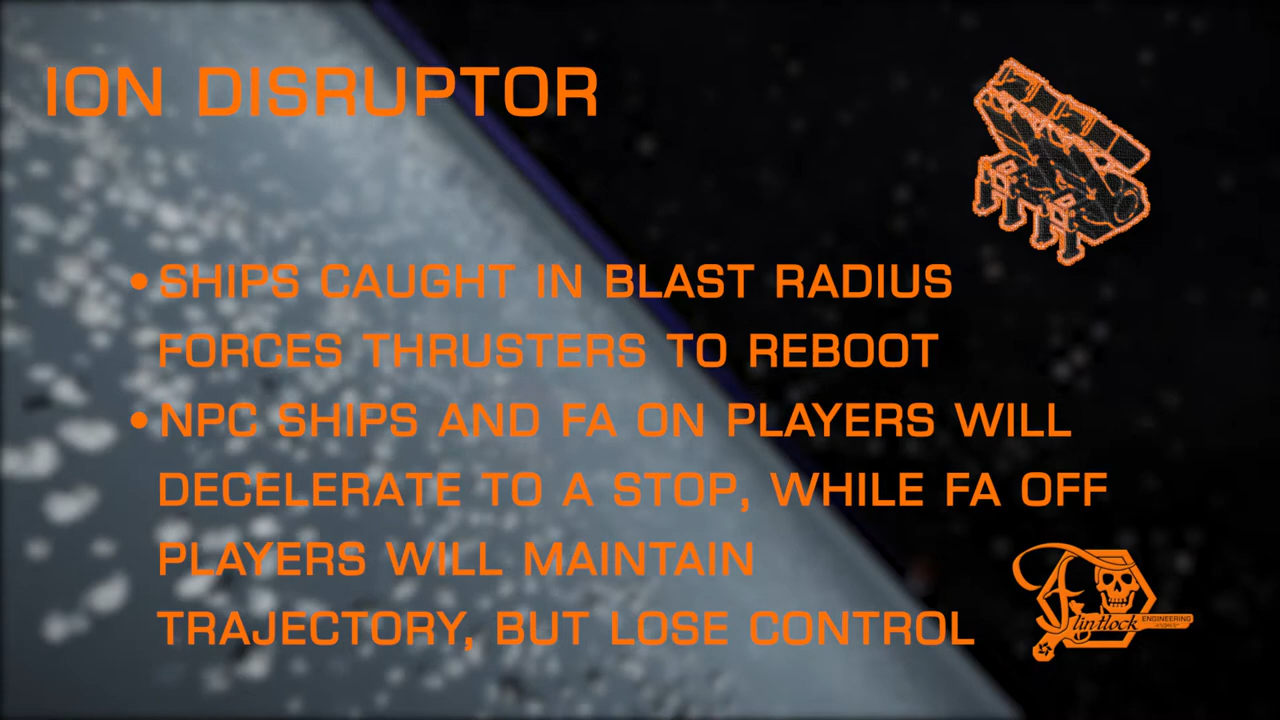 ION DISRUPTOR
•SHIPS CAUGHT IN BLAST RADIUS
FORCES THRUSTERS TO REBOOT
•NPC SHIPS AND FA ON PLAYERS WILL
DECELERATE TO A STOP, WHILE FA OFF
PLAYERS WILL MAINTAIN
TRAJECTORY, BUT LOSE CONTROL
Flintlock
ENGINEERING